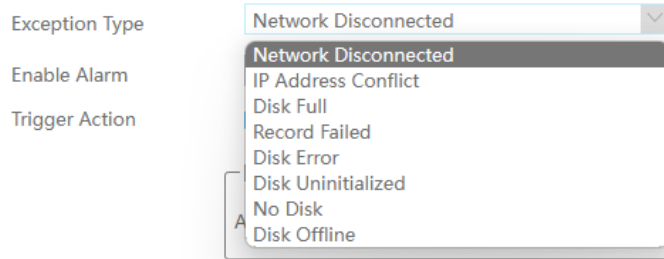 Exception Type
Network Disconnected
Network Disconnected
Enable Alarm
IP Address Conflict
Disk Full
Trigger Action
Record Failed
Disk Error
Disk Uninitialized
No Disk
A
Disk Offline